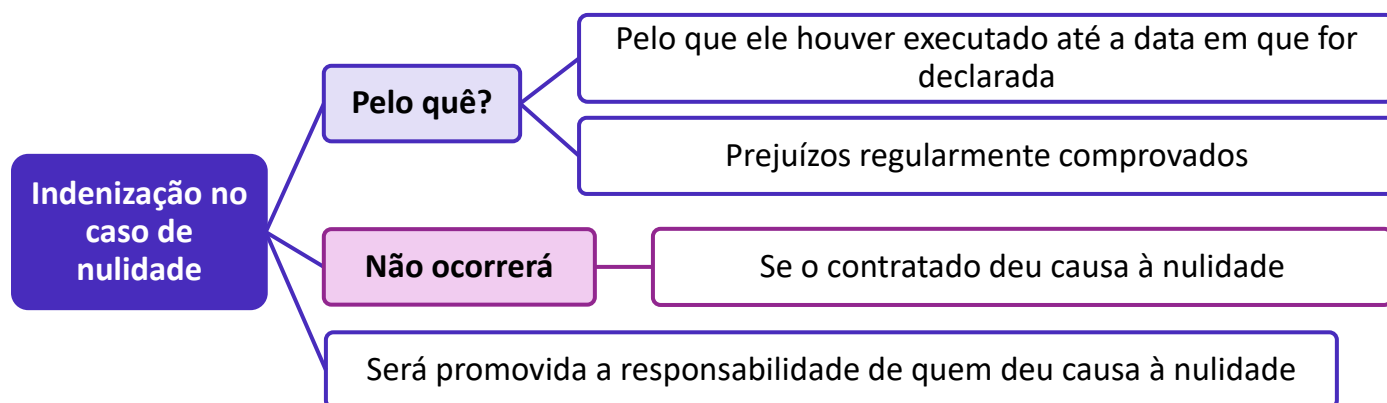 Indenização no
caso de
nulidade
Pelo quê?
Pelo que ele houver executado até a data em que for
declarada
Prejuízos regularmente comprovados
Não ocorrerá
Se o contratado deu causa à nulidade
Será promovida a responsabilidade de quem deu causa à nulidade